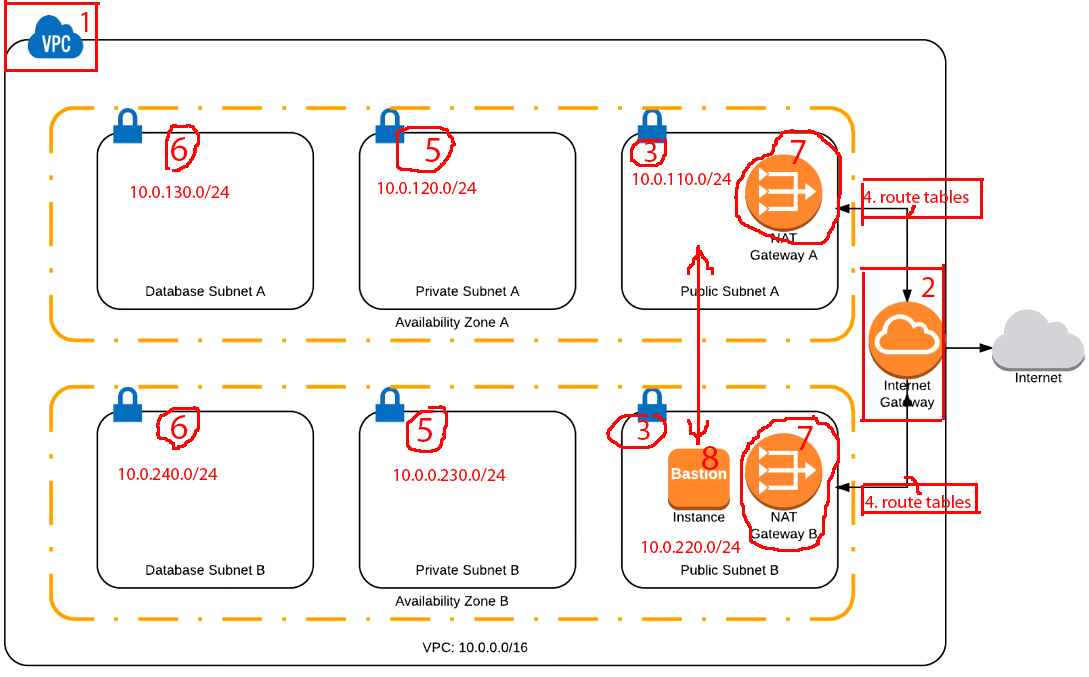 1
VPC
6
10.0.130.0/24
Database Subnet A
5
10.0.120.0/24
Private Subnet A
3
10.0.110.0/24
7
NAT
Gateway A
Public Subnet A
Availability Zone A
4. route tables
2
Internet
Gateway
Internet
6
10.0.240.0/24
Database Subnet B
5
10.0.0.230.0/24
Private Subnet B
3
8
Bastion
Instance
10.0.220.0/24
7
NAT
Gateway B
Public Subnet B
4. route tables
Availability Zone B
VPC: 10.0.0.0/16